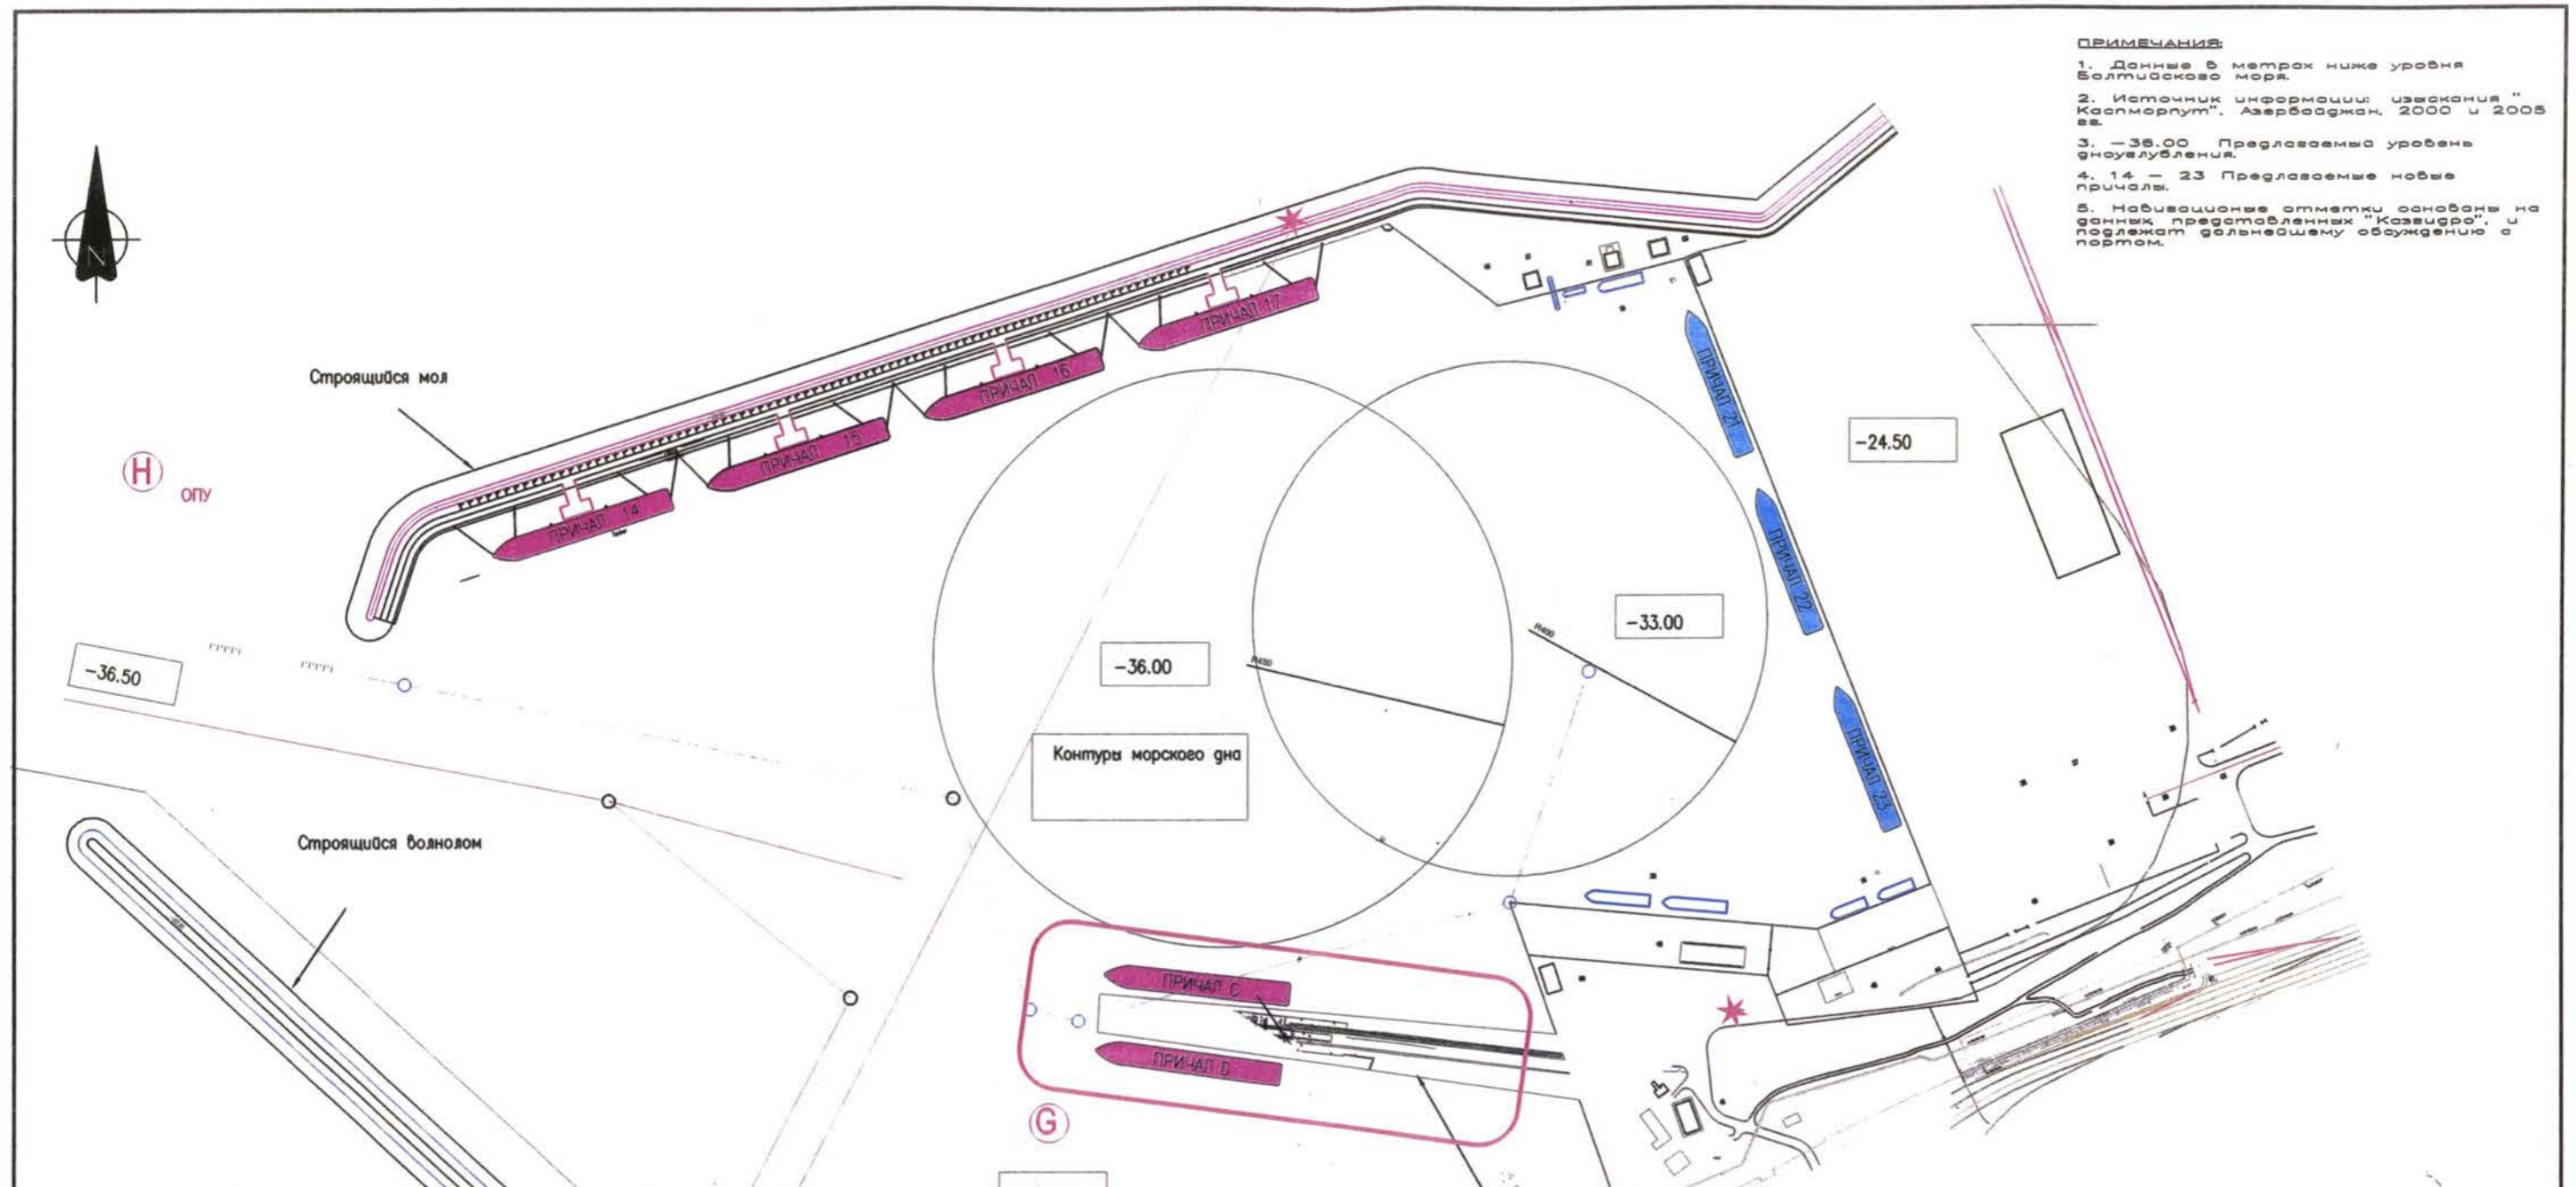 ПРИМЕЧАНИЯ:
1. Данные в метрах ниже уровня
Балтийского моря.
2. Источник информации: изыскания "
Каспморпут", Азербайджан, 2000 и 2005
гг.
3. -36.00 Предлагаемый уровень
дноуглубления.
4. 14 - 23 Предлагаемые новые
причалы.
5. Навигационные отметки основаны на
данных представленных "Казгидро", и
подлежат дальнейшему обсуждению с
портом.
N
Строящийся мол
H
ОПУ
ПРИЧАЛ 17
ПРИЧАЛ 16
ПРИЧАЛ 15
ПРИЧАЛ 14
ПРИЧАЛ 21
-24.50
ПРИЧАЛ 22
-33.00
R400
-36.00
R450
-36.50
Контуры морского дна
ПРИЧАЛ 23
Строящийся волнолом
ПРИЧАЛ C
ПРИЧАЛ D
G